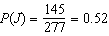 P(J) = 145/277 = 0.52